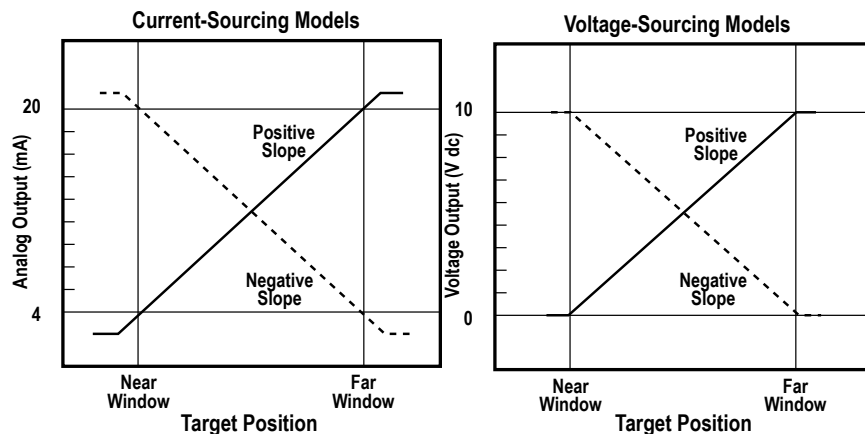 Current-Sourcing Models
20
4
Analog Output (mA)
Positive
Slope
Negative
Slope
Near
Window
Far
Window
Target Position
Voltage-Sourcing Models
10
0
Voltage Output (V dc)
Positive
Slope
Negative
Slope
Near
Window
Far
Window
Target Position